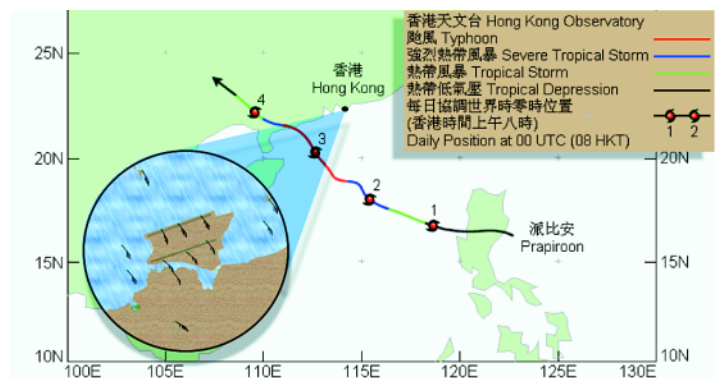 香港天文台 Hong Kong Observatory
颱風 Typhoon
強烈熱帶風暴 Severe Tropical Storm
熱帶風暴 Tropical Storm
熱帶低氣壓 Tropical Depression
每日協調世界時零時位置
(香港時間上午八時)
1 2
Daily Position at 00 UTC (08 HKT)
25N
香港
Hong Kong
4
3
20N
20N
2
1
派比安
Prapiroon
15N
15N
10N
10N
100E 105E 110E 115E 120E 125E 130E